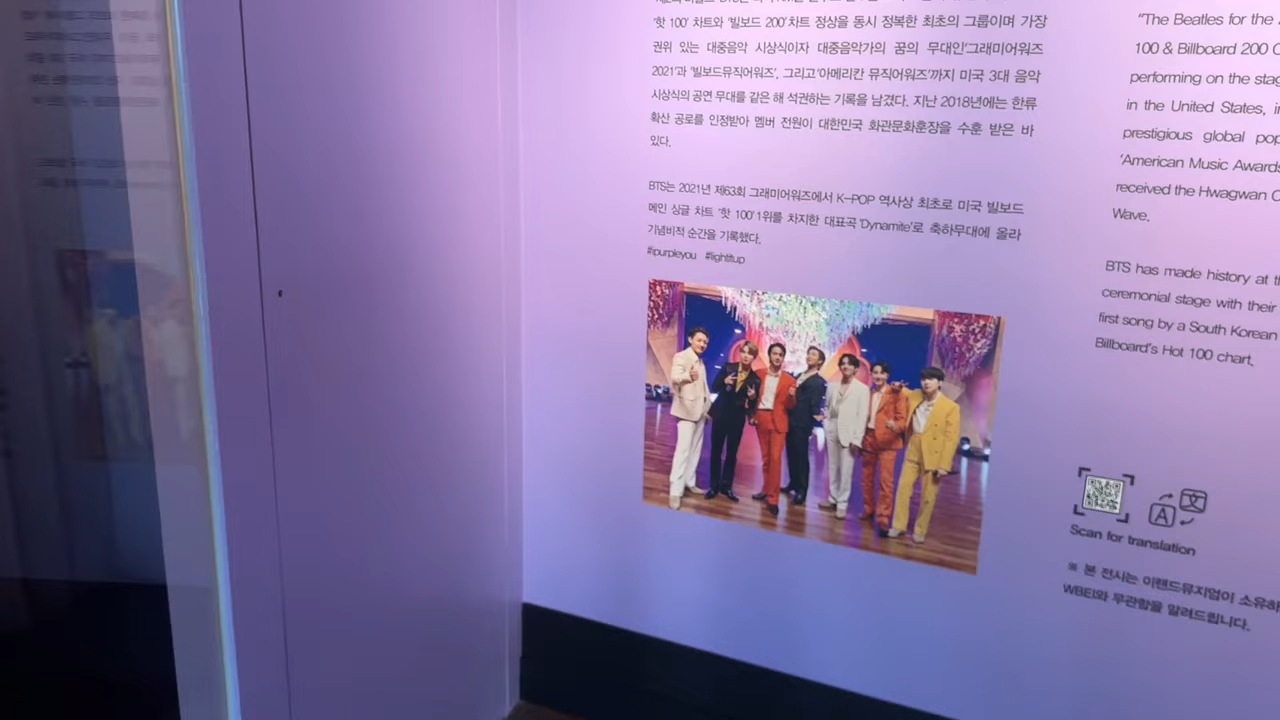 '핫 100' 차트와 '빌보드 200'차트 정상을 동시 정복한 최초의 그룹이며 가장
권위 있는 대중음악 시상식이자 대중음악가의 꿈의 무대인'그래미어워즈
2021'과 '빌보드뮤직어워즈', 그리고'아메리칸 뮤직어워즈'까지 미국 3대 음악
시상식의 공연 무대를 같은 해 석권하는 기록을 남겼다. 지난 2018년에는 한류
확산 공로를 인정받아 멤버 전원이 대한민국 화관문화훈장을 수훈 받은 바
있다.
BTS는 2021년 제63회 그래미어워즈에서 K-POP 역사상 최초로 미국 빌보드
메인 싱글 차트 '핫 100'1위를 차지한 대표곡'Dynamite'로 축하무대에 올라
기념비적 순간을 기록했다.
#ipurpleyou #lightitup
"The Beatles for the
100 & Billboard 200
performing on the stag
in the United States,
prestigious global pop
'American Music Awards
received the Hwagwan
Wave.
BTS has made history at
ceremonial stage with their
first song by a South Korean
Billboard's Hot 100 chart.
A 文
Scan for translation
※ 본 전시는 이랜드뮤지엄이 소유하
WBEI와 무관함을 알려드립니다.